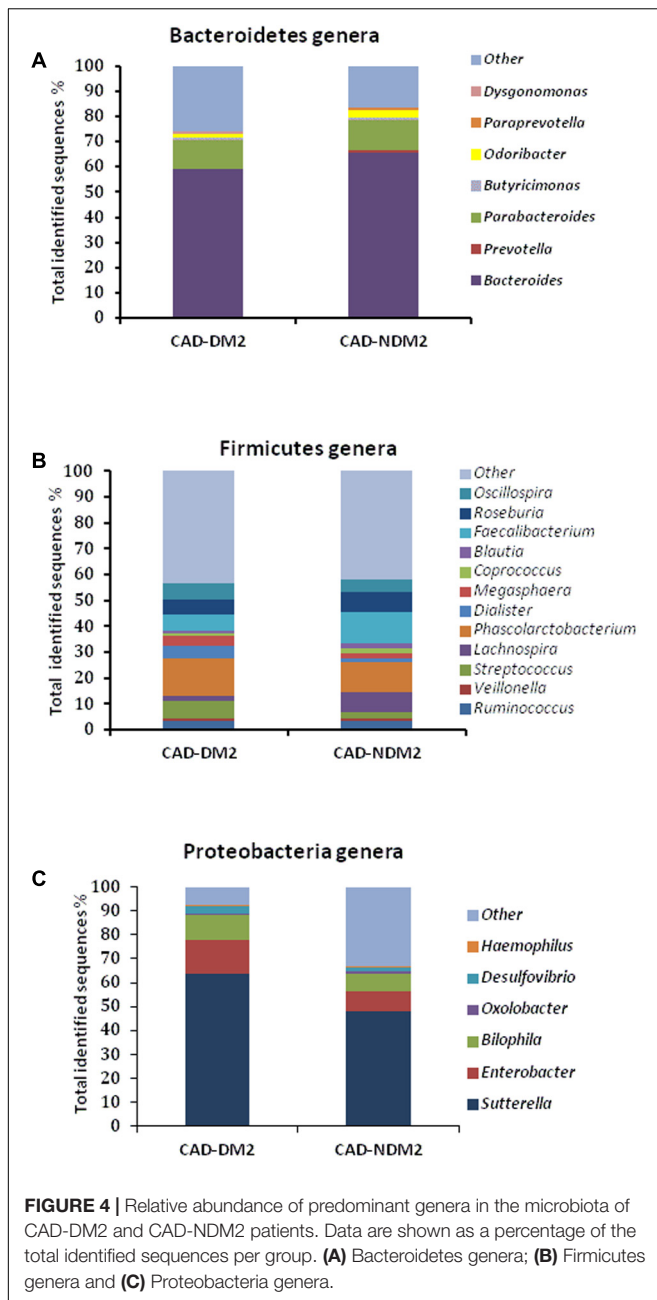 Bacteroidetes genera
A
Total identified sequences %
100
90
80
70
60
50
40
30
20
10
0
CAD-DM2
CAD-NDM2
Other
Dysgonomonas
Paraprevotella
Odoribacter
Butyricimonas
Parabacteroides
Prevotella
Bacteroides
Firmicutes genera
B
Total identified sequences %
100
90
80
70
60
50
40
30
20
10
0
CAD-DM2
CAD-NDM2
Other
Oscillospira
Roseburia
Faecalibacterium
Blautia
Coprococcus
Megasphaera
Dialister
Phascolarctobacterium
Lachnospira
Streptococcus
Veillonella
Ruminococcus
Proteobacteria genera
C
Total identified sequences%
100
90
80
70
60
50
40
30
20
10
0
CAD-DM2
CAD-NDM2
Other
Haemophilus
Desulfovibrio
Oxolobacter
Bilophila
Enterobacter
Sutterella
FIGURE 4 | Relative abundance of predominant genera in the microbiota of
CAD-DM2 and CAD-NDM2 patients. Data are shown as a percentage of the
total identified sequences per group. (A) Bacteroidetes genera; (B) Firmicutes
genera and (C) Proteobacteria genera.